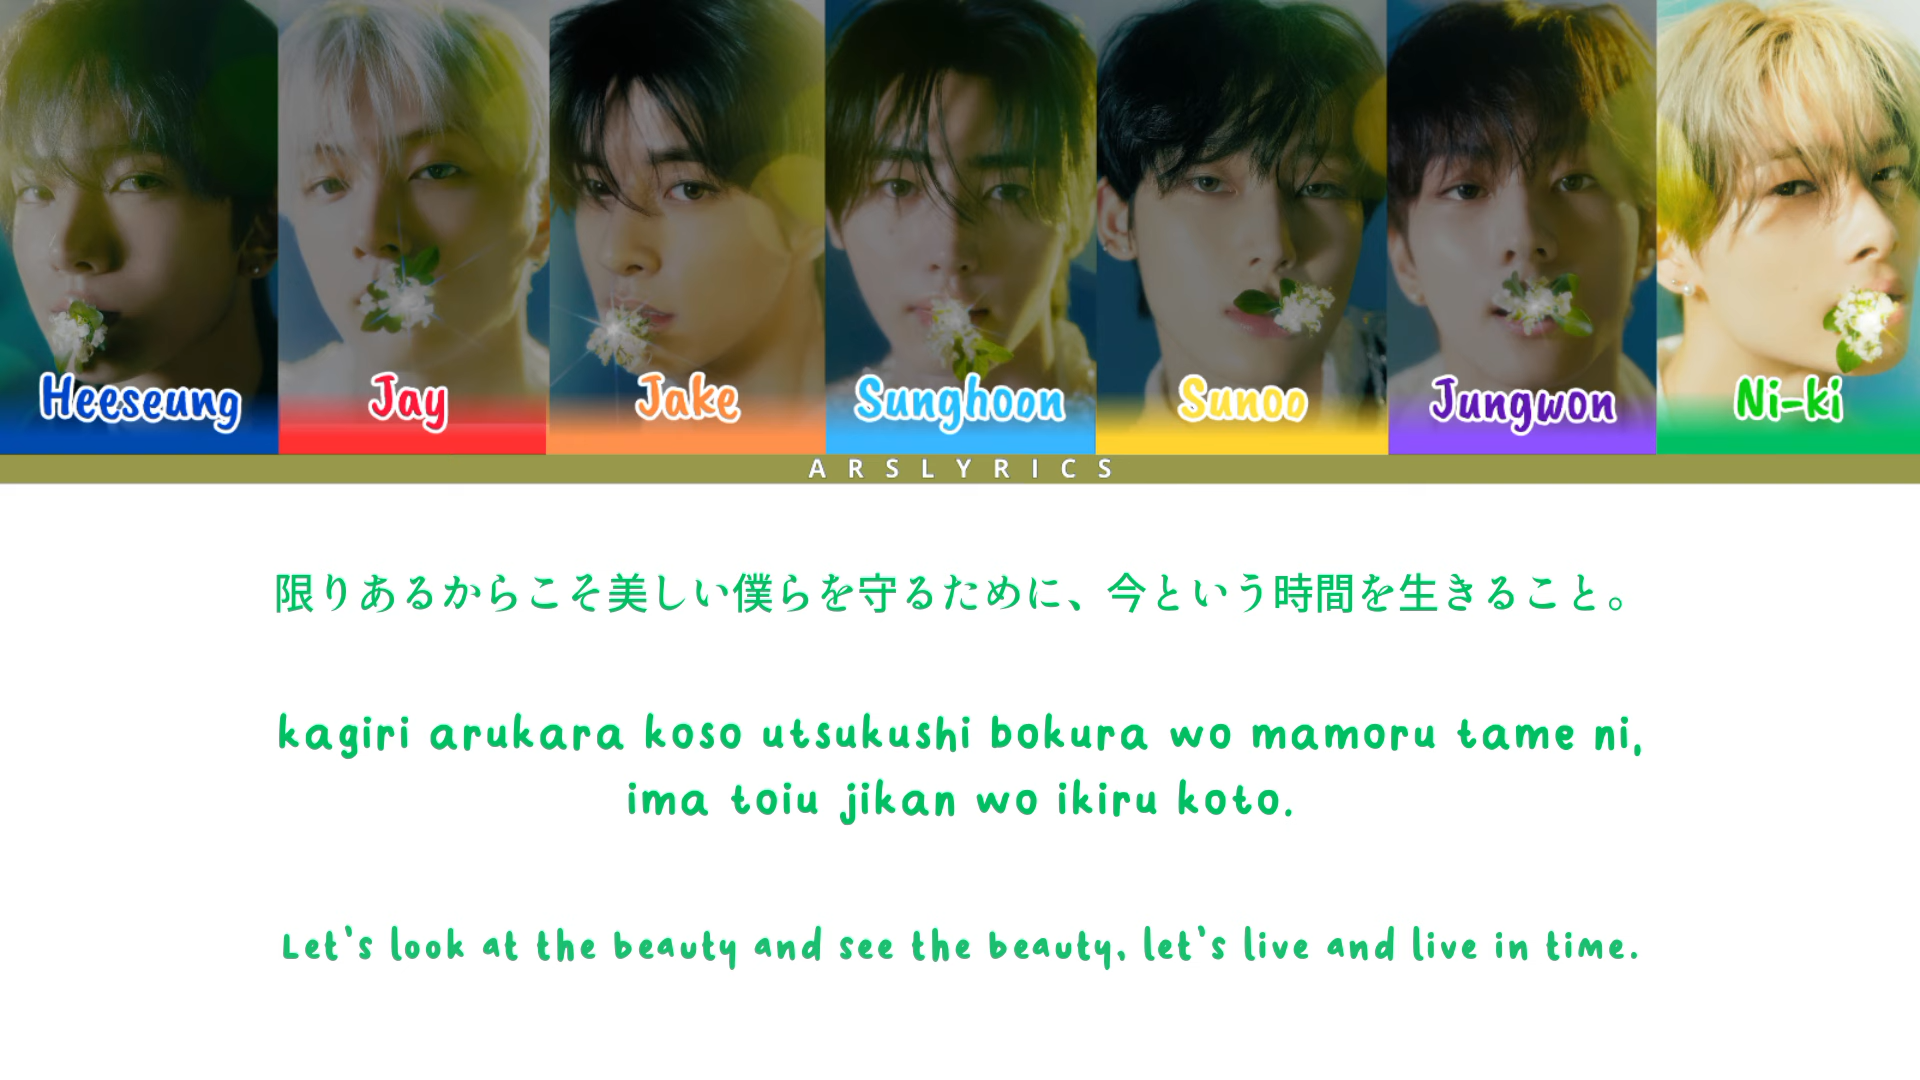 Heeseung
Jay
Jake
Sunghoon
Sunoo
Jungwon
Ni-ki
ARSLYRICS
限りあるからこそ美しい僕らを守るために、今という時間を生きること。
kagiri arukara koso utsukushi bokura wo mamoru tame ni,
ima toiu jikan wo ikiru koto.
Let's look at the beauty and see the beauty, let's live and live in time.